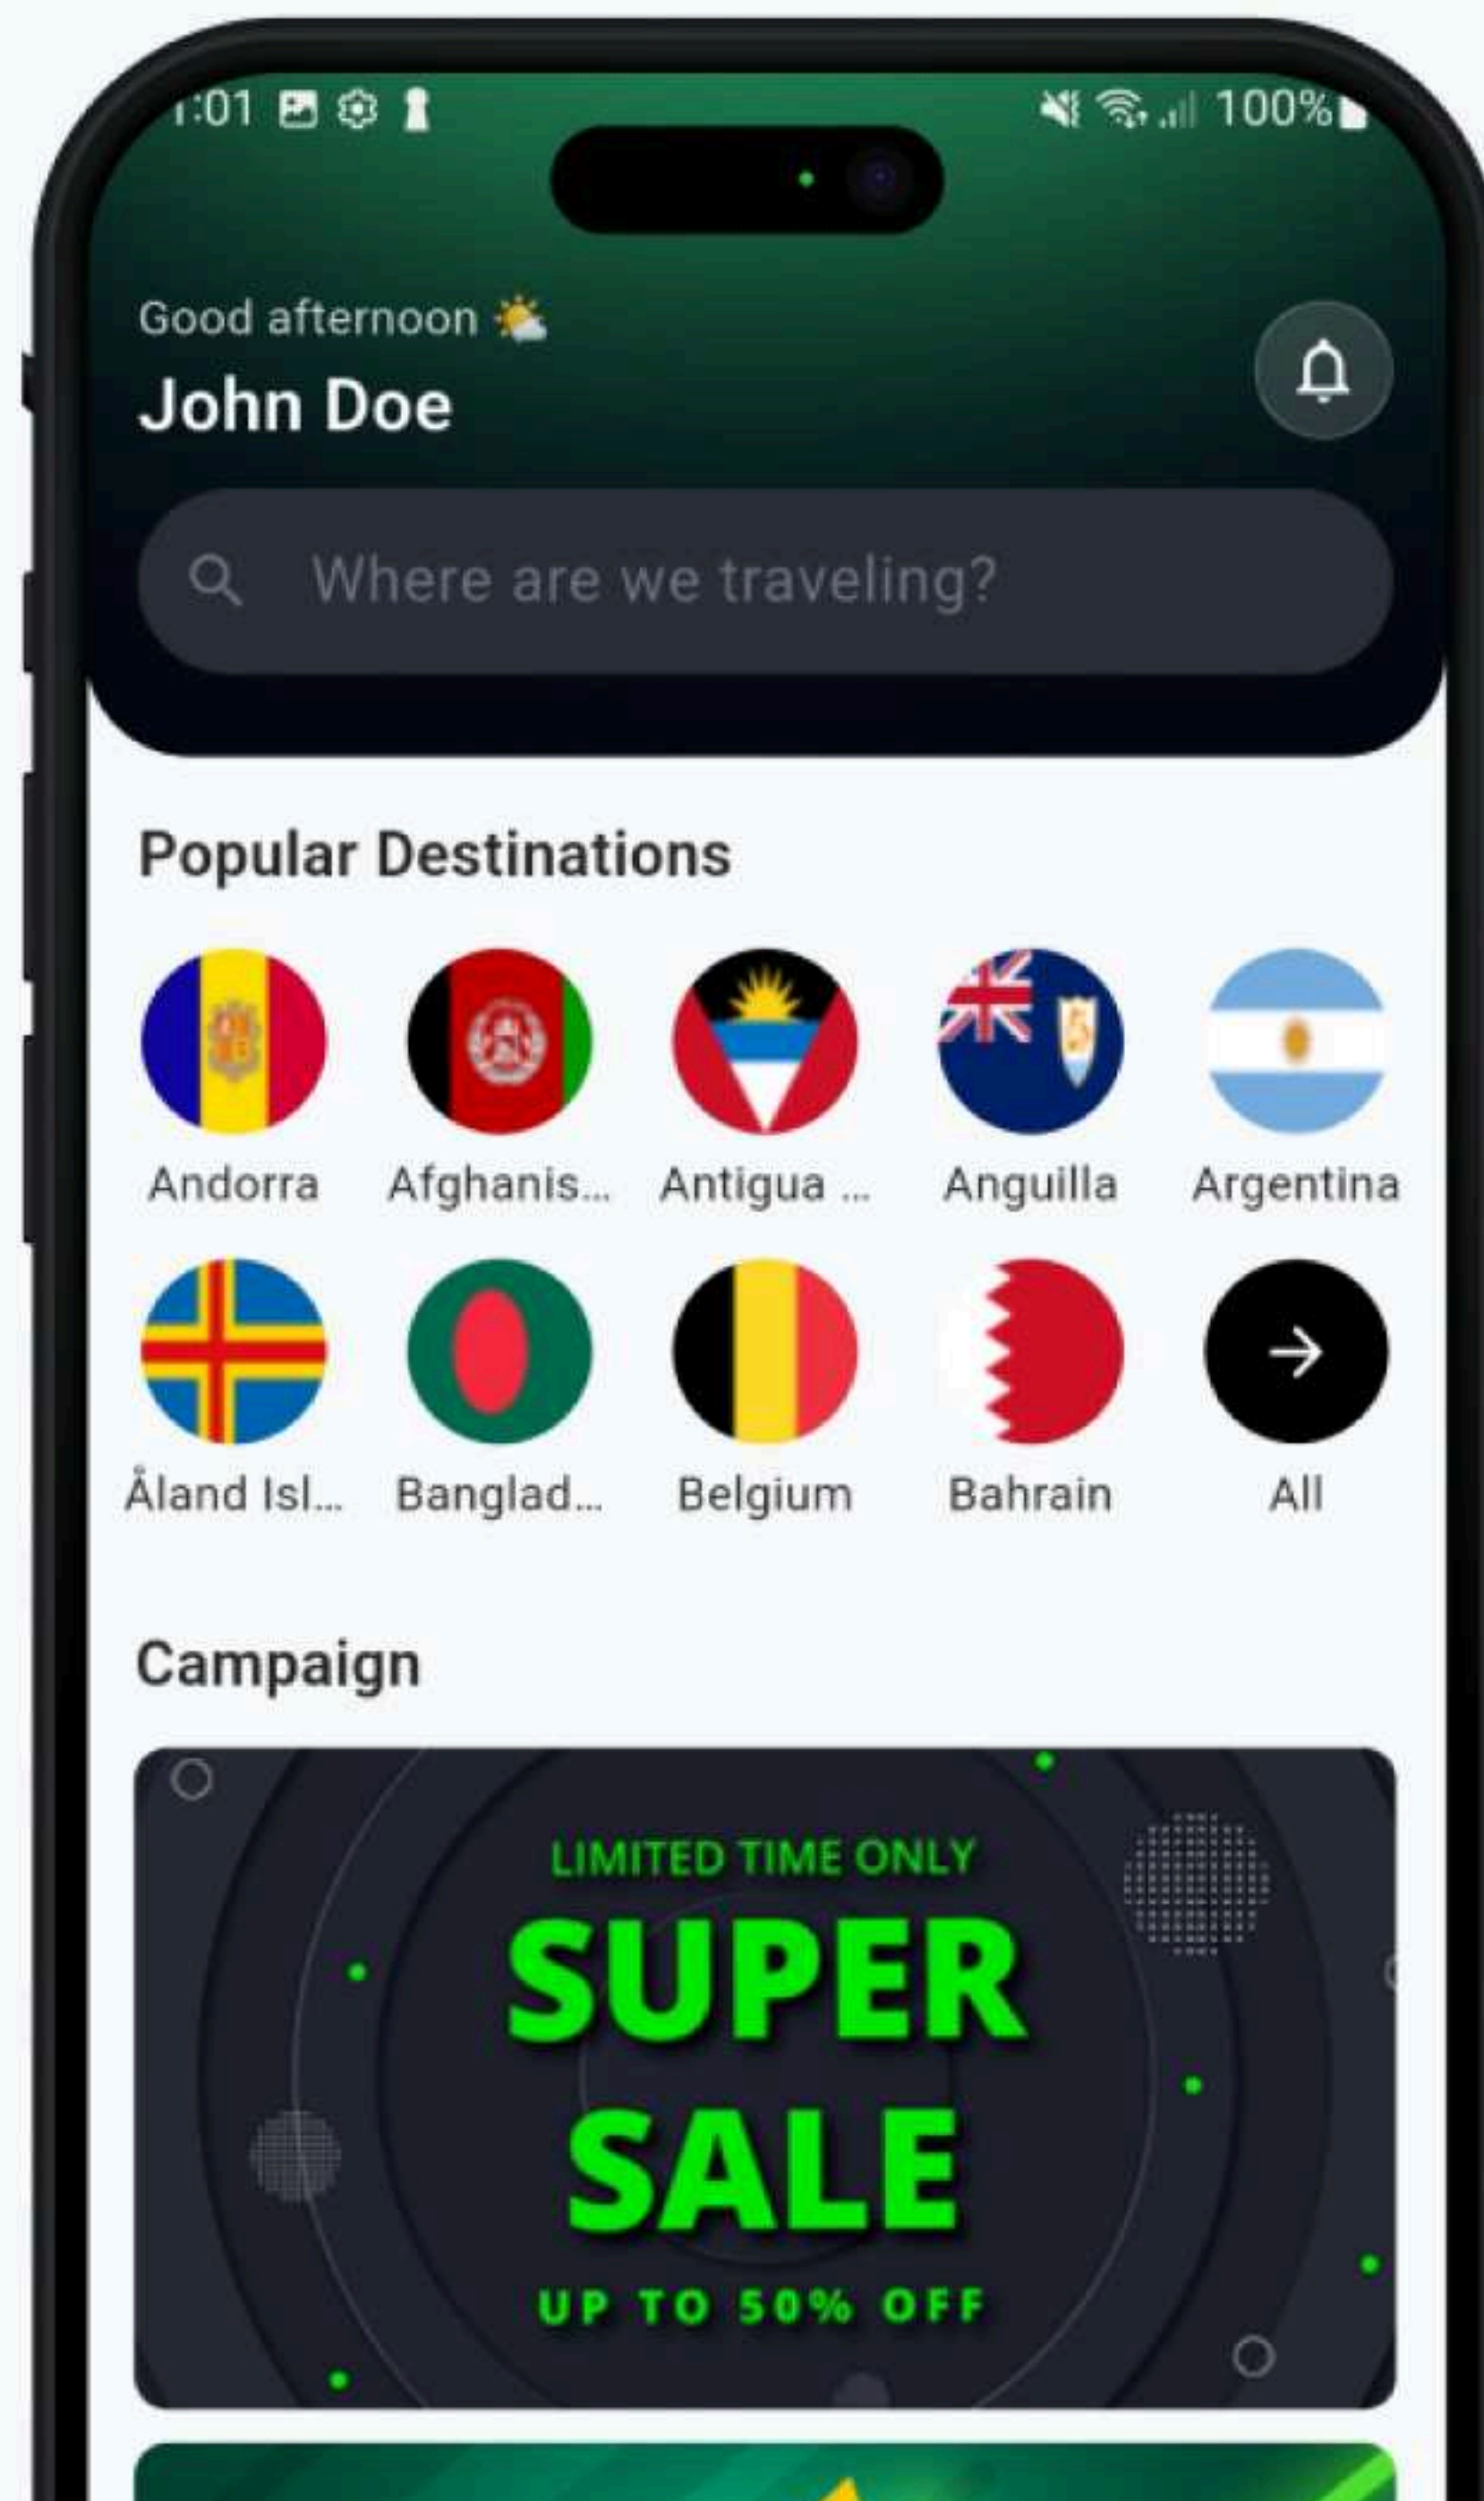 1:01 100%
Good afternoon
John Doe
Where are we traveling?
Popular Destinations
Andorra Afghanis... Antigua ... Anguilla Argentina
Åland Isl... Banglad... Belgium Bahrain All
Campaign
LIMITED TIME ONLY
SUPER
SALE
UP TO 50% OFF